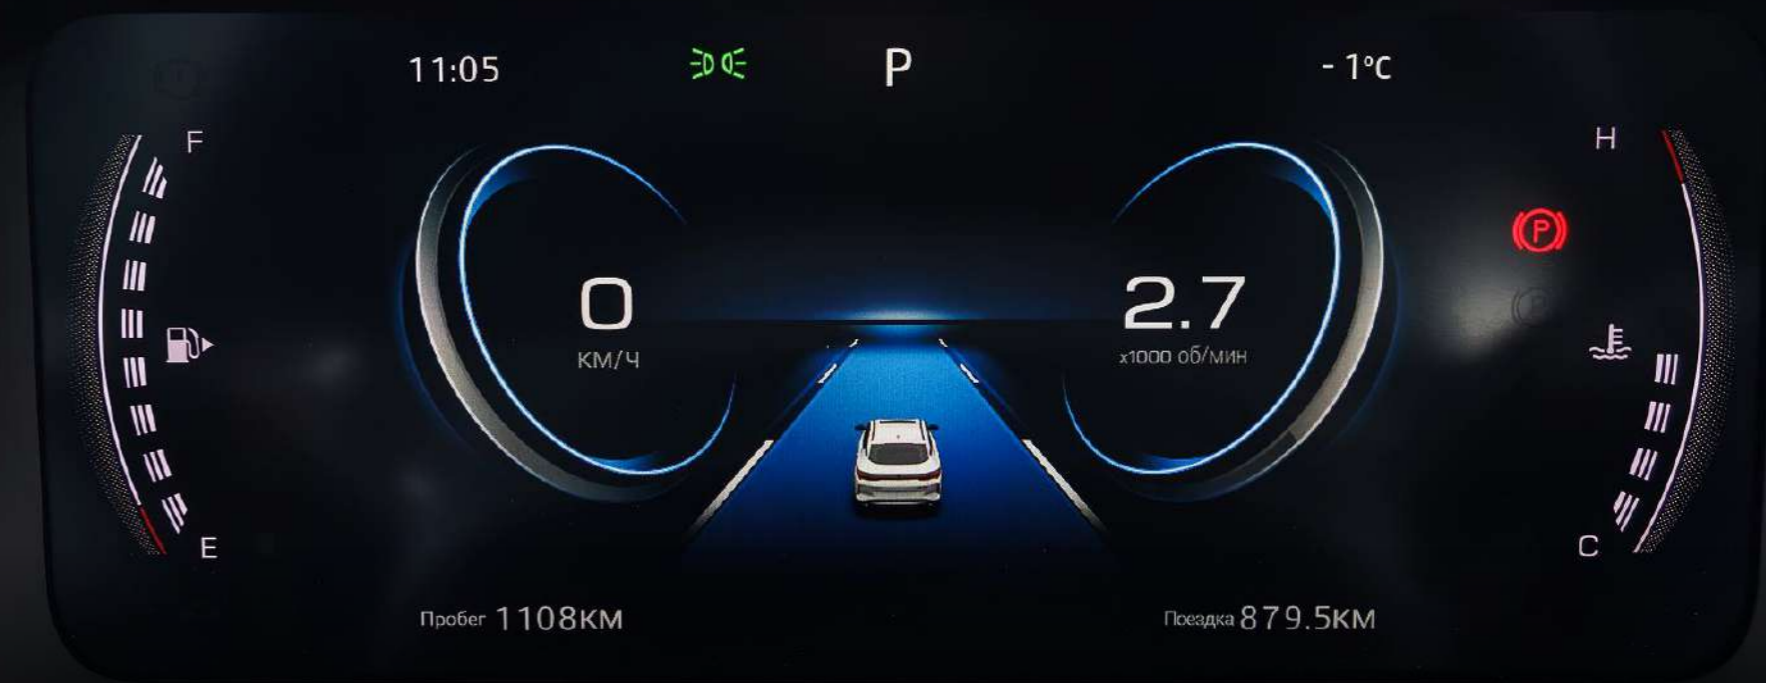 11:05
P
- 1°C
F
H
P
0
2.7
КМ/Ч
x1000 об/мин
E
C
Пробег 1108КМ
Поездка 879.5КМ